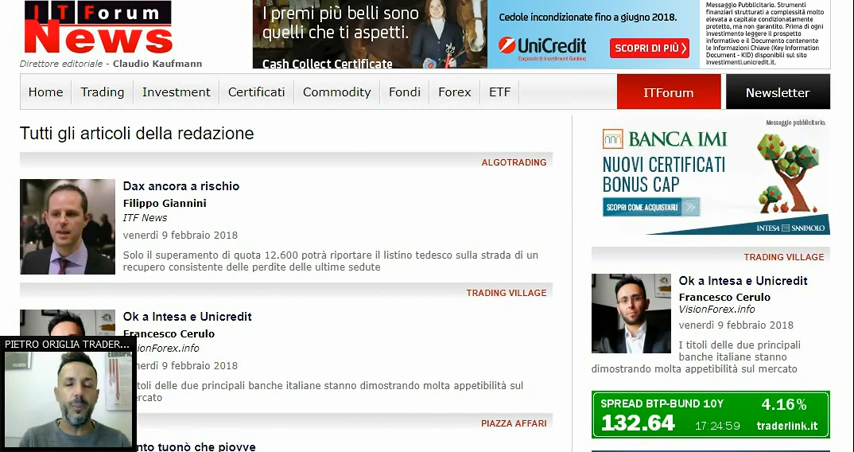 ITForum
News
Direttore editoriale - Claudio Kaufmann
I premi più belli sono
quelli che ti aspetti.
Cash Collect Certificate
Cedole incondizionate fino a giugno 2018.
UniCredit
Corporate & Investment Banking
SCOPRI DI PIÙ
Messaggio Pubblicitario. Strumenti
finanziari strutturati a complessità molto
elevata a capitale condizionatamente
protetto, ma non garantito. Prima di ogni
investimento leggere il prospetto
informativo e il Documento contenente
le Informazioni Chiave (Key Information
Document - KID) disponibili sul sito
investimenti.unicredit.it.
Home
Trading
Investment
Certificati
Commodity
Fondi
Forex
ETF
ITForum
Newsletter
Tutti gli articoli della redazione
ALGOTRADING
Dax ancora a rischio
Filippo Giannini
ITF News
venerdì 9 febbraio 2018
Solo il superamento di quota 12.600 potrà riportare il listino tedesco sulla strada di un
recupero consistente delle perdite delle ultime sedute
TRADING VILLAGE
Ok a Intesa e Unicredit
Francesco Cerulo
onForex.info
venerdì 9 febbraio 2018
toli delle due principali banche italiane stanno dimostrando molta appetibilità sul
rcato
PIAZZA AFFARI
nto tuonò che piovve
PIETRO ORIGLIA TRADER...
Messaggio pubblicitario.
BANCA IMI
NUOVI CERTIFICATI
BONUS CAP
SCOPRI COME ACQUISTARLI
INTESA SANPAOLO
TRADING VILLAGE
Ok a Intesa e Unicredit
Francesco Cerulo
VisionForex.info
venerdì 9 febbraio 2018
I titoli delle due principali
banche italiane stanno
dimostrando molta appetibilità sul
mercato
SPREAD BTP-BUND 10Y
4.16%
132.64
17:24:59
traderlink.it